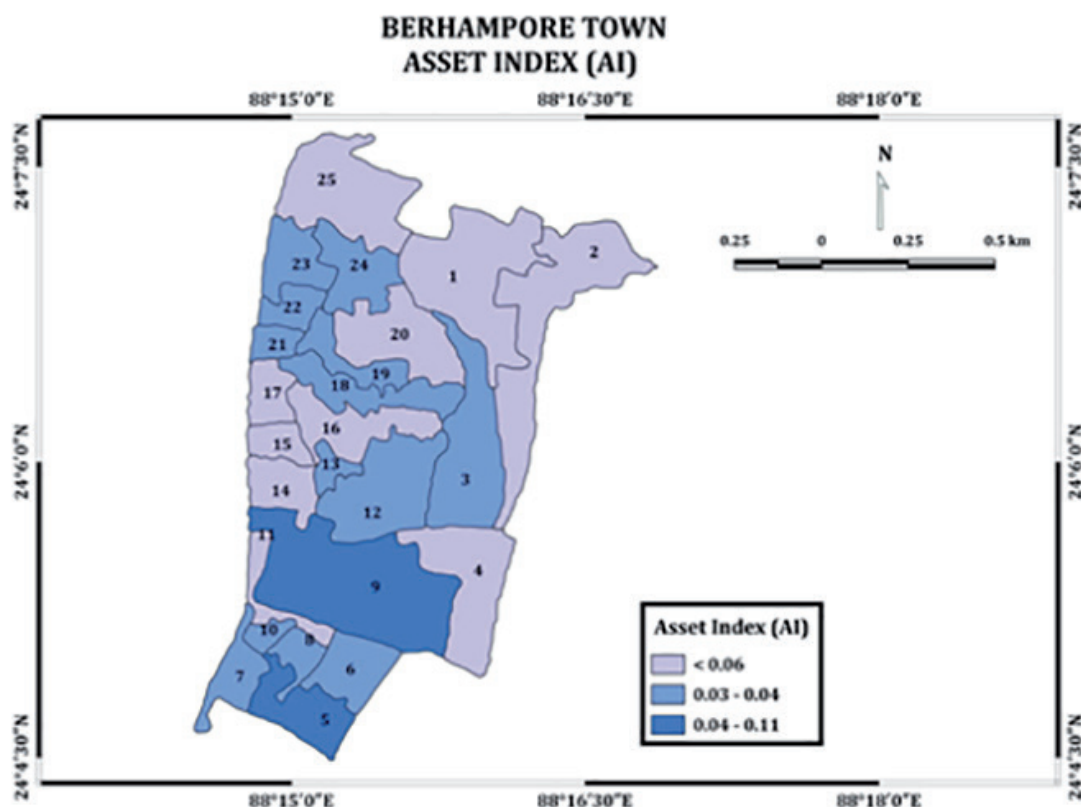 BERHAMPORE TOWN
ASSET INDEX (AI)
88°15'0"E 88°16'30"E 88°18'0"E
24°7'30"N 24°7'30"N
N
25
0.25 0 0.25 0.5 km
2
23 24
1
22
20
21
19
18
17
16
15
13
24°6'0"N 24°6'0"N
3
14
12
11
4
9
Asset Index (AI)
10
8
< 0.06
6
7
0.03 - 0.04
5
0.04 - 0.11
24°4'30"N 24°4'30"N
88°15'0"E 88°16'30"E 88°18'0"E